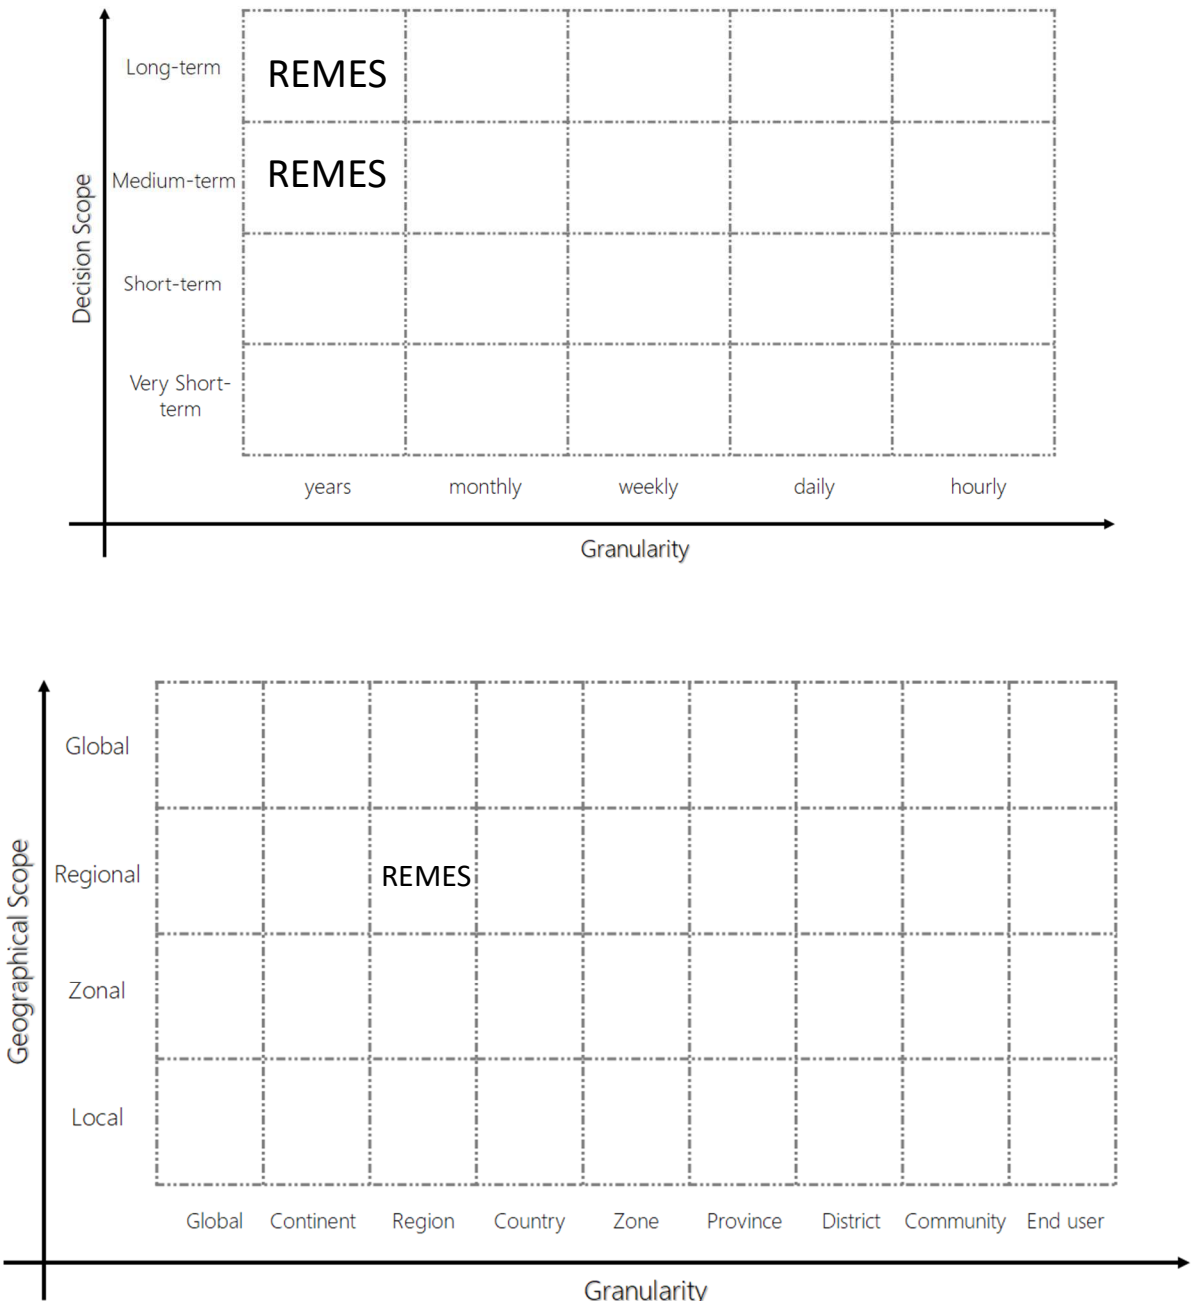 Long-term
REMES
Medium-term
REMES
Decision Scope
Short-term
Very Short-
term
years monthly weekly daily hourly
Granularity
Global
Geographical Scope
Regional
REMES
Zonal
Local
Global Continent Region Country Zone Province District Community End user
Granularity